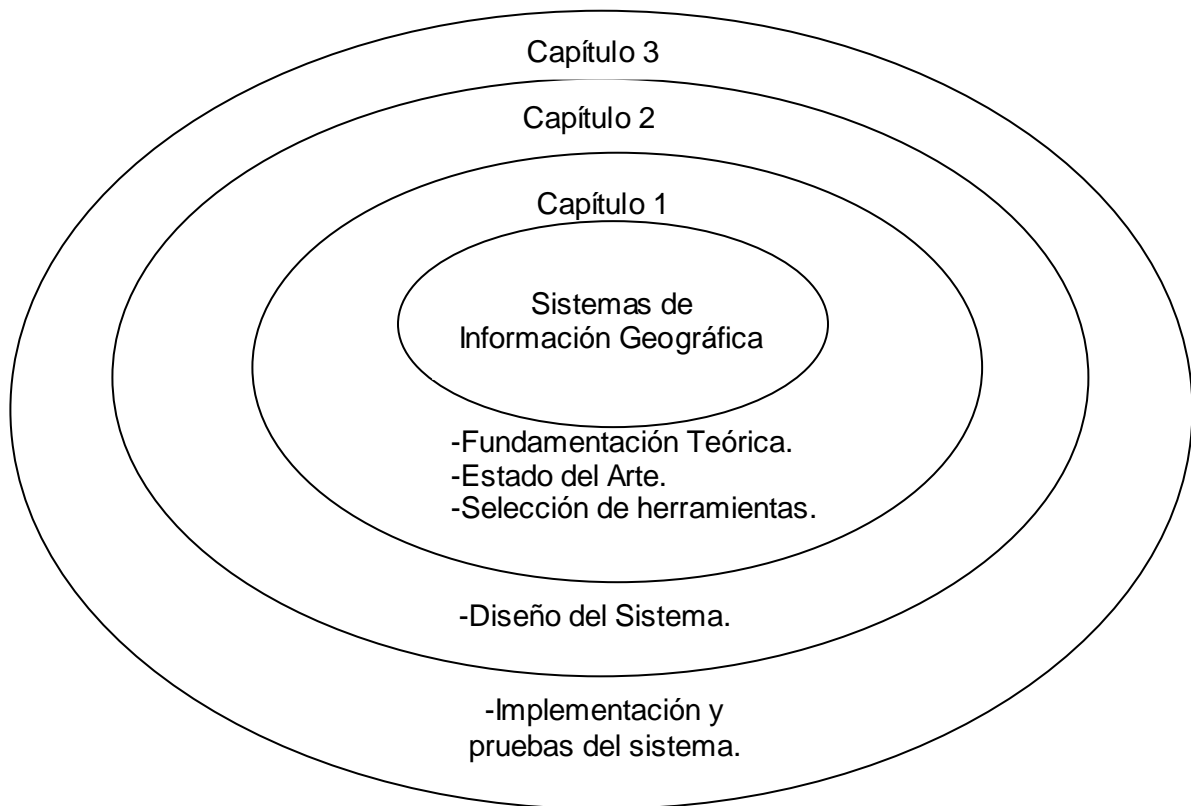 Capítulo 3
Capítulo 2
Capítulo 1
Sistemas de
Información Geográfica
-Fundamentación Teórica.
-Estado del Arte.
-Selección de herramientas.
-Diseño del Sistema.
-Implementación y
pruebas del sistema.